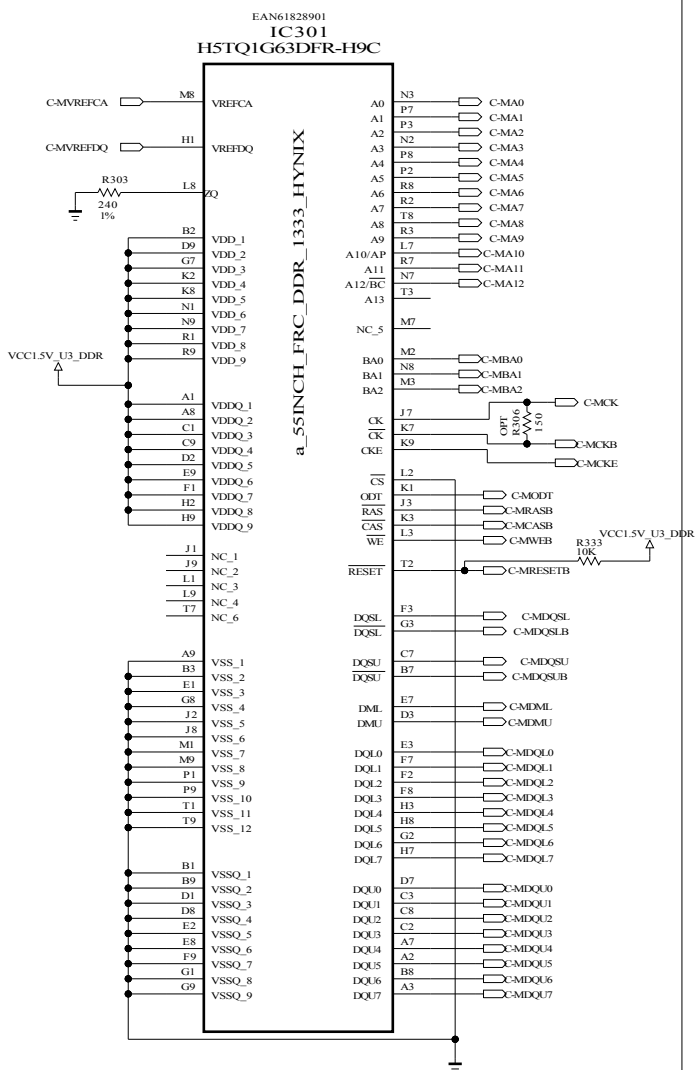 EAN61828901
IC301
H5TQ1G63DFR-H9C
a_55INCH_FRC_DDR_1333_HYNIX
C-MVREFCA M8 VREFCA
C-MVREFDQ H1 VREFDQ
R303 L8 ZQ
240
1%
B2 VDD_1
D9 VDD_2
G7 VDD_3
K2 VDD_4
K8 VDD_5
N1 VDD_6
N9 VDD_7
R1 VDD_8
R9 VDD_9
VCC1.5V_U3_DDR
A1 VDDQ_1
A8 VDDQ_2
C1 VDDQ_3
C9 VDDQ_4
D2 VDDQ_5
E9 VDDQ_6
F1 VDDQ_7
H2 VDDQ_8
H9 VDDQ_9
J1 NC_1
J9 NC_2
L1 NC_3
L9 NC_4
T7 NC_6
A9 VSS_1
B3 VSS_2
E1 VSS_3
G8 VSS_4
J2 VSS_5
J8 VSS_6
M1 VSS_7
M9 VSS_8
P1 VSS_9
P9 VSS_10
T1 VSS_11
T9 VSS_12
B1 VSSQ_1
B9 VSSQ_2
D1 VSSQ_3
D8 VSSQ_4
E2 VSSQ_5
E8 VSSQ_6
F9 VSSQ_7
G1 VSSQ_8
G9 VSSQ_9
A0 N3 C-MA0
A1 P7 C-MA1
A2 P3 C-MA2
A3 N2 C-MA3
A4 P8 C-MA4
A5 P2 C-MA5
A6 R8 C-MA6
A7 R2 C-MA7
A8 T8 C-MA8
A9 R3 C-MA9
A10/AP L7 C-MA10
A11 R7 C-MA11
A12/BC N7 C-MA12
A13 T3
NC_5 M7
BA0 M2 C-MBA0
BA1 N8 C-MBA1
BA2 M3 C-MBA2
CK J7 C-MCK
OPT
R306
150
CK K7 C-MCKB
CKE K9 C-MCKE
CS L2
ODT K1 C-MODT
RAS J3 C-MRASB
CAS K3 C-MCASB
WE L3 C-MWEB
VCC1.5V_U3_DDR
R333
10K
RESET T2 C-MRESETB
DQSL F3 C-MDQSL
DQSL G3 C-MDQSLB
DQSU C7 C-MDQSU
DQSU B7 C-MDQSUB
DML E7 C-MDML
DMU D3 C-MDMU
DQL0 E3 C-MDQL0
DQL1 F7 C-MDQL1
DQL2 F2 C-MDQL2
DQL3 F8 C-MDQL3
DQL4 H3 C-MDQL4
DQL5 H8 C-MDQL5
DQL6 G2 C-MDQL6
DQL7 H7 C-MDQL7
DQU0 D7 C-MDQU0
DQU1 C3 C-MDQU1
DQU2 C8 C-MDQU2
DQU3 C2 C-MDQU3
DQU4 A7 C-MDQU4
DQU5 A2 C-MDQU5
DQU6 B8 C-MDQU6
DQU7 A3 C-MDQU7